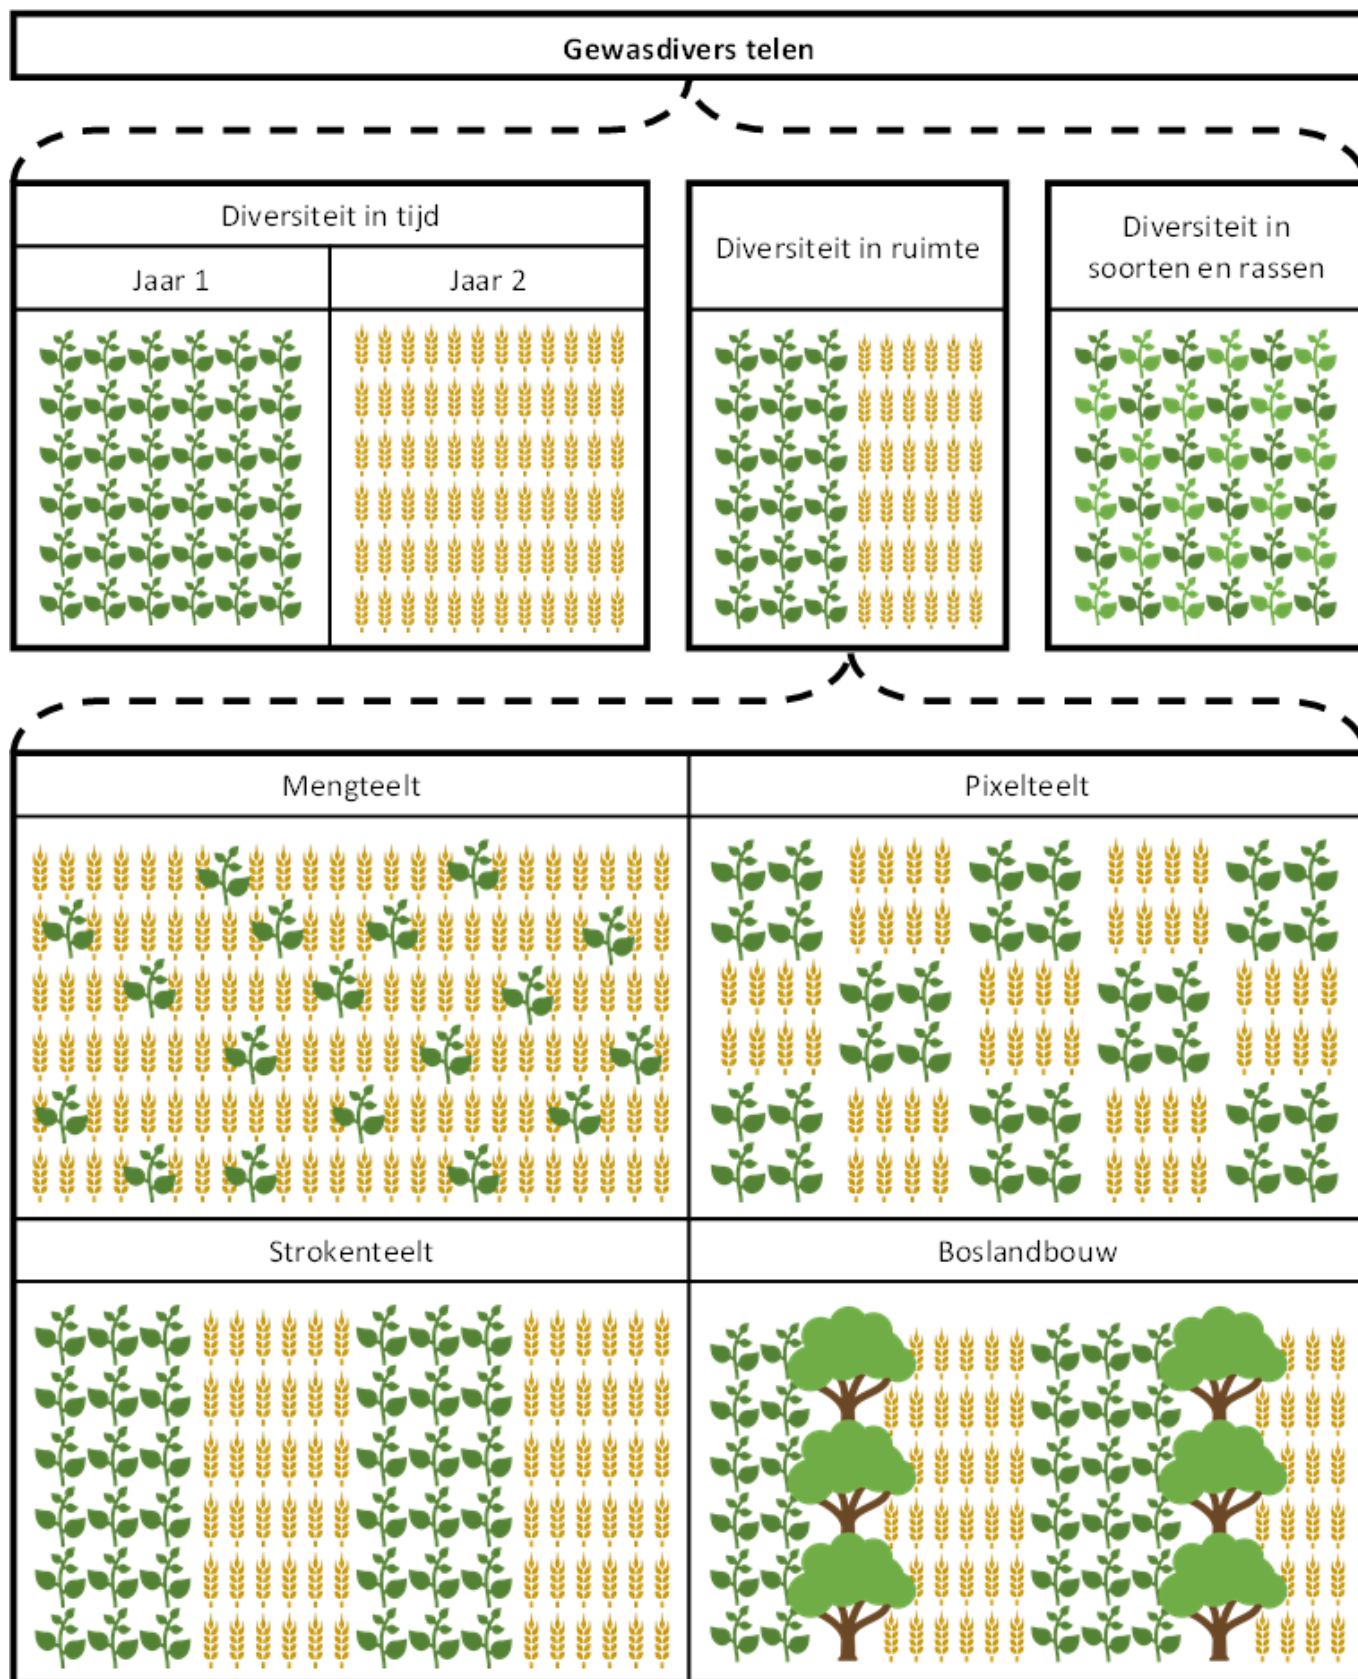 Gewasdivers telen
Diversiteit in tijd
Jaar 1
Jaar 2
Diversiteit in ruimte
Diversiteit in
soorten en rassen
Mengteelt
Pixelteelt
Strokenteelt
Boslandbouw